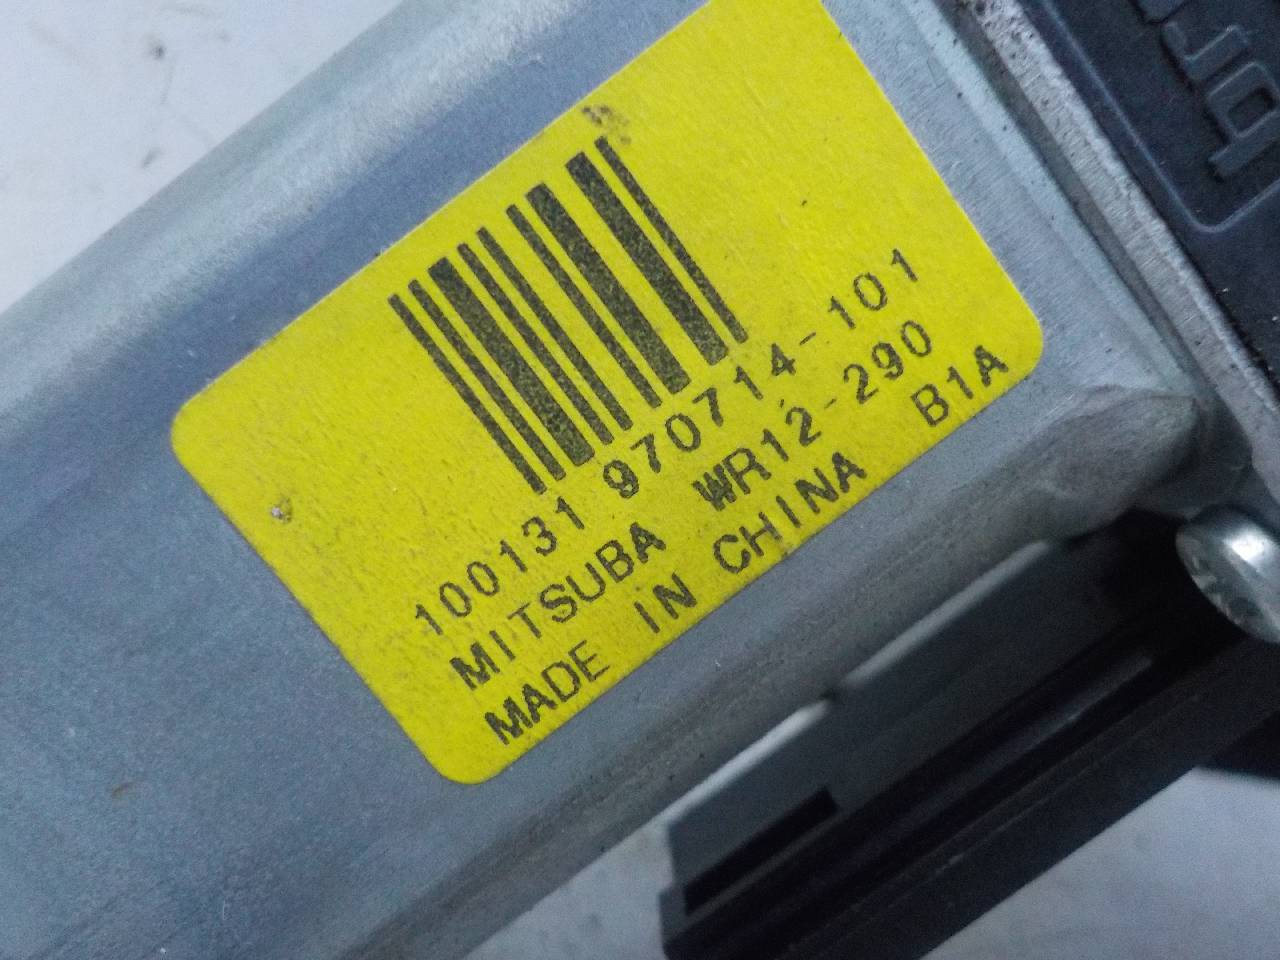 100131 970714-101
MITSUBA WR12-290
MADE IN CHINA B1A